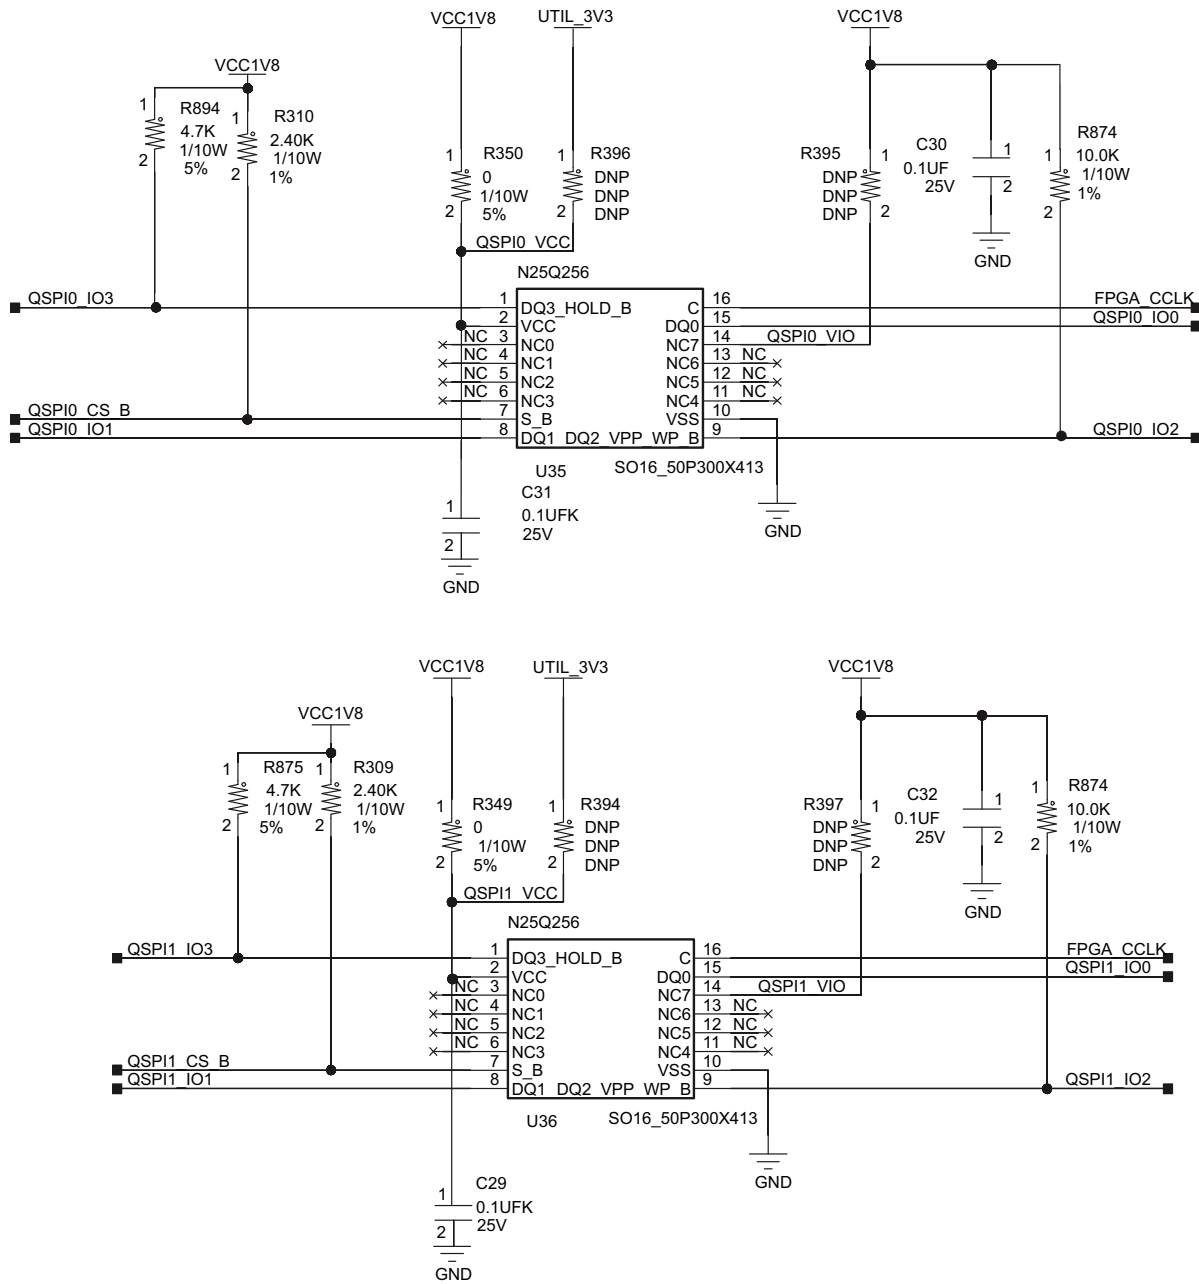 VCC1V8
UTIL_3V3
VCC1V8
VCC1V8
1
R894
4.7K
1/10W
5%
2
1
R310
2.40K
1/10W
1%
2
1
R350
0
1/10W
5%
2
1
R396
DNP
DNP
DNP
2
R395
DNP
DNP
DNP
1
2
C30
0.1UF
25V
1
2
GND
R874
10.0K
1/10W
1%
1
2
QSPI0_VCC
N25Q256
QSPI0_IO3
1 DQ3_HOLD_B
2 VCC
NC 3 NC0
NC 4 NC1
NC 5 NC2
NC 6 NC3
QSPI0_CS_B
7 S_B
QSPI0_IO1
8 DQ1
DQ2_VPP_WP_B 9
C 16
FPGA_CCLK
DQ0 15
QSPI0_IO0
NC7 14
QSPI0_VIO
NC6 13 NC
NC5 12 NC
NC4 11 NC
VSS 10
QSPI0_IO2
U35
SO16_50P300X413
C31
0.1UFK
25V
1
2
GND
GND
VCC1V8
UTIL_3V3
VCC1V8
VCC1V8
1
R875
4.7K
1/10W
5%
2
1
R309
2.40K
1/10W
1%
2
1
R349
0
1/10W
5%
2
1
R394
DNP
DNP
DNP
2
R397
DNP
DNP
DNP
1
2
C32
0.1UF
25V
1
2
GND
R874
10.0K
1/10W
1%
1
2
QSPI1_VCC
N25Q256
QSPI1_IO3
1 DQ3_HOLD_B
2 VCC
NC 3 NC0
NC 4 NC1
NC 5 NC2
NC 6 NC3
QSPI1_CS_B
7 S_B
QSPI1_IO1
8 DQ1
DQ2_VPP_WP_B 9
C 16
FPGA_CCLK
DQ0 15
QSPI1_IO0
NC7 14
QSPI1_VIO
NC6 13 NC
NC5 12 NC
NC4 11 NC
VSS 10
QSPI1_IO2
U36
SO16_50P300X413
GND
C29
0.1UFK
25V
1
2
GND